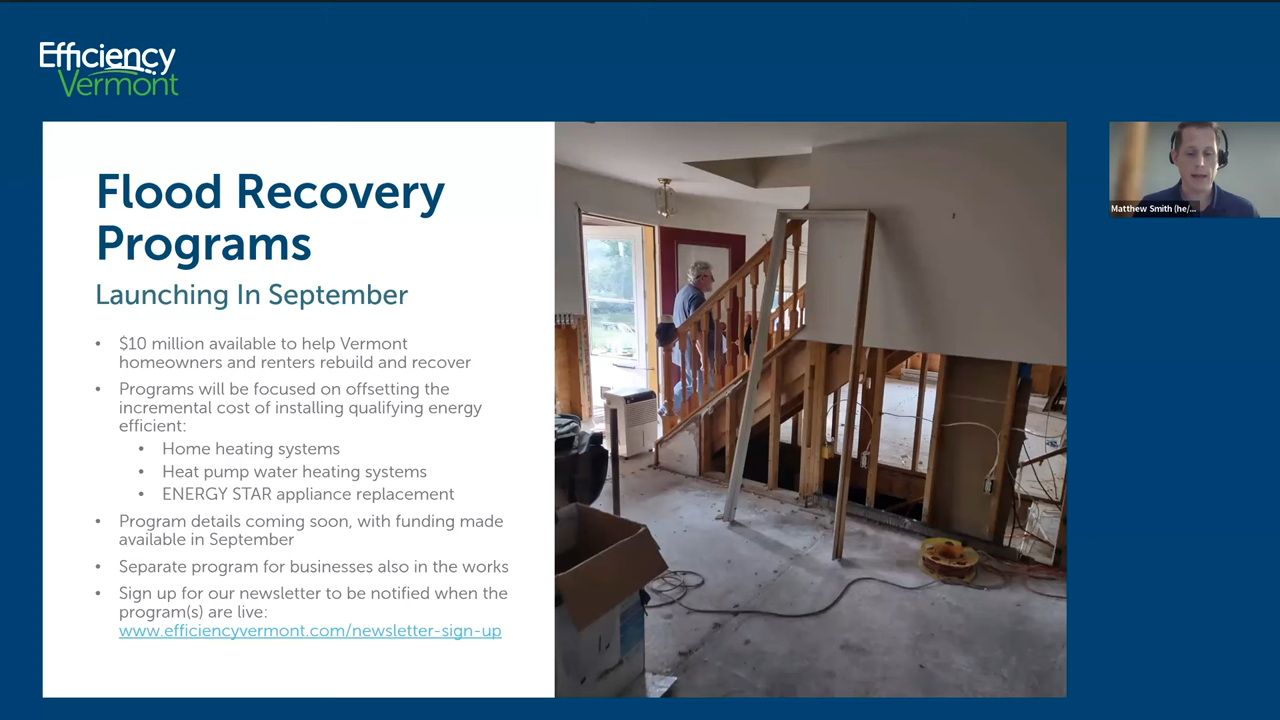 Efficiency
Vermont
Flood Recovery
Programs
Launching In September
• $10 million available to help Vermont
homeowners and renters rebuild and recover
• Programs will be focused on offsetting the
incremental cost of installing qualifying energy
efficient:
• Home heating systems
• Heat pump water heating systems
• ENERGY STAR appliance replacement
• Program details coming soon, with funding made
available in September
• Separate program for businesses also in the works
• Sign up for our newsletter to be notified when the
program(s) are live:
www.efficiencyvermont.com/newsletter-sign-up
Matthew Smith (he/...